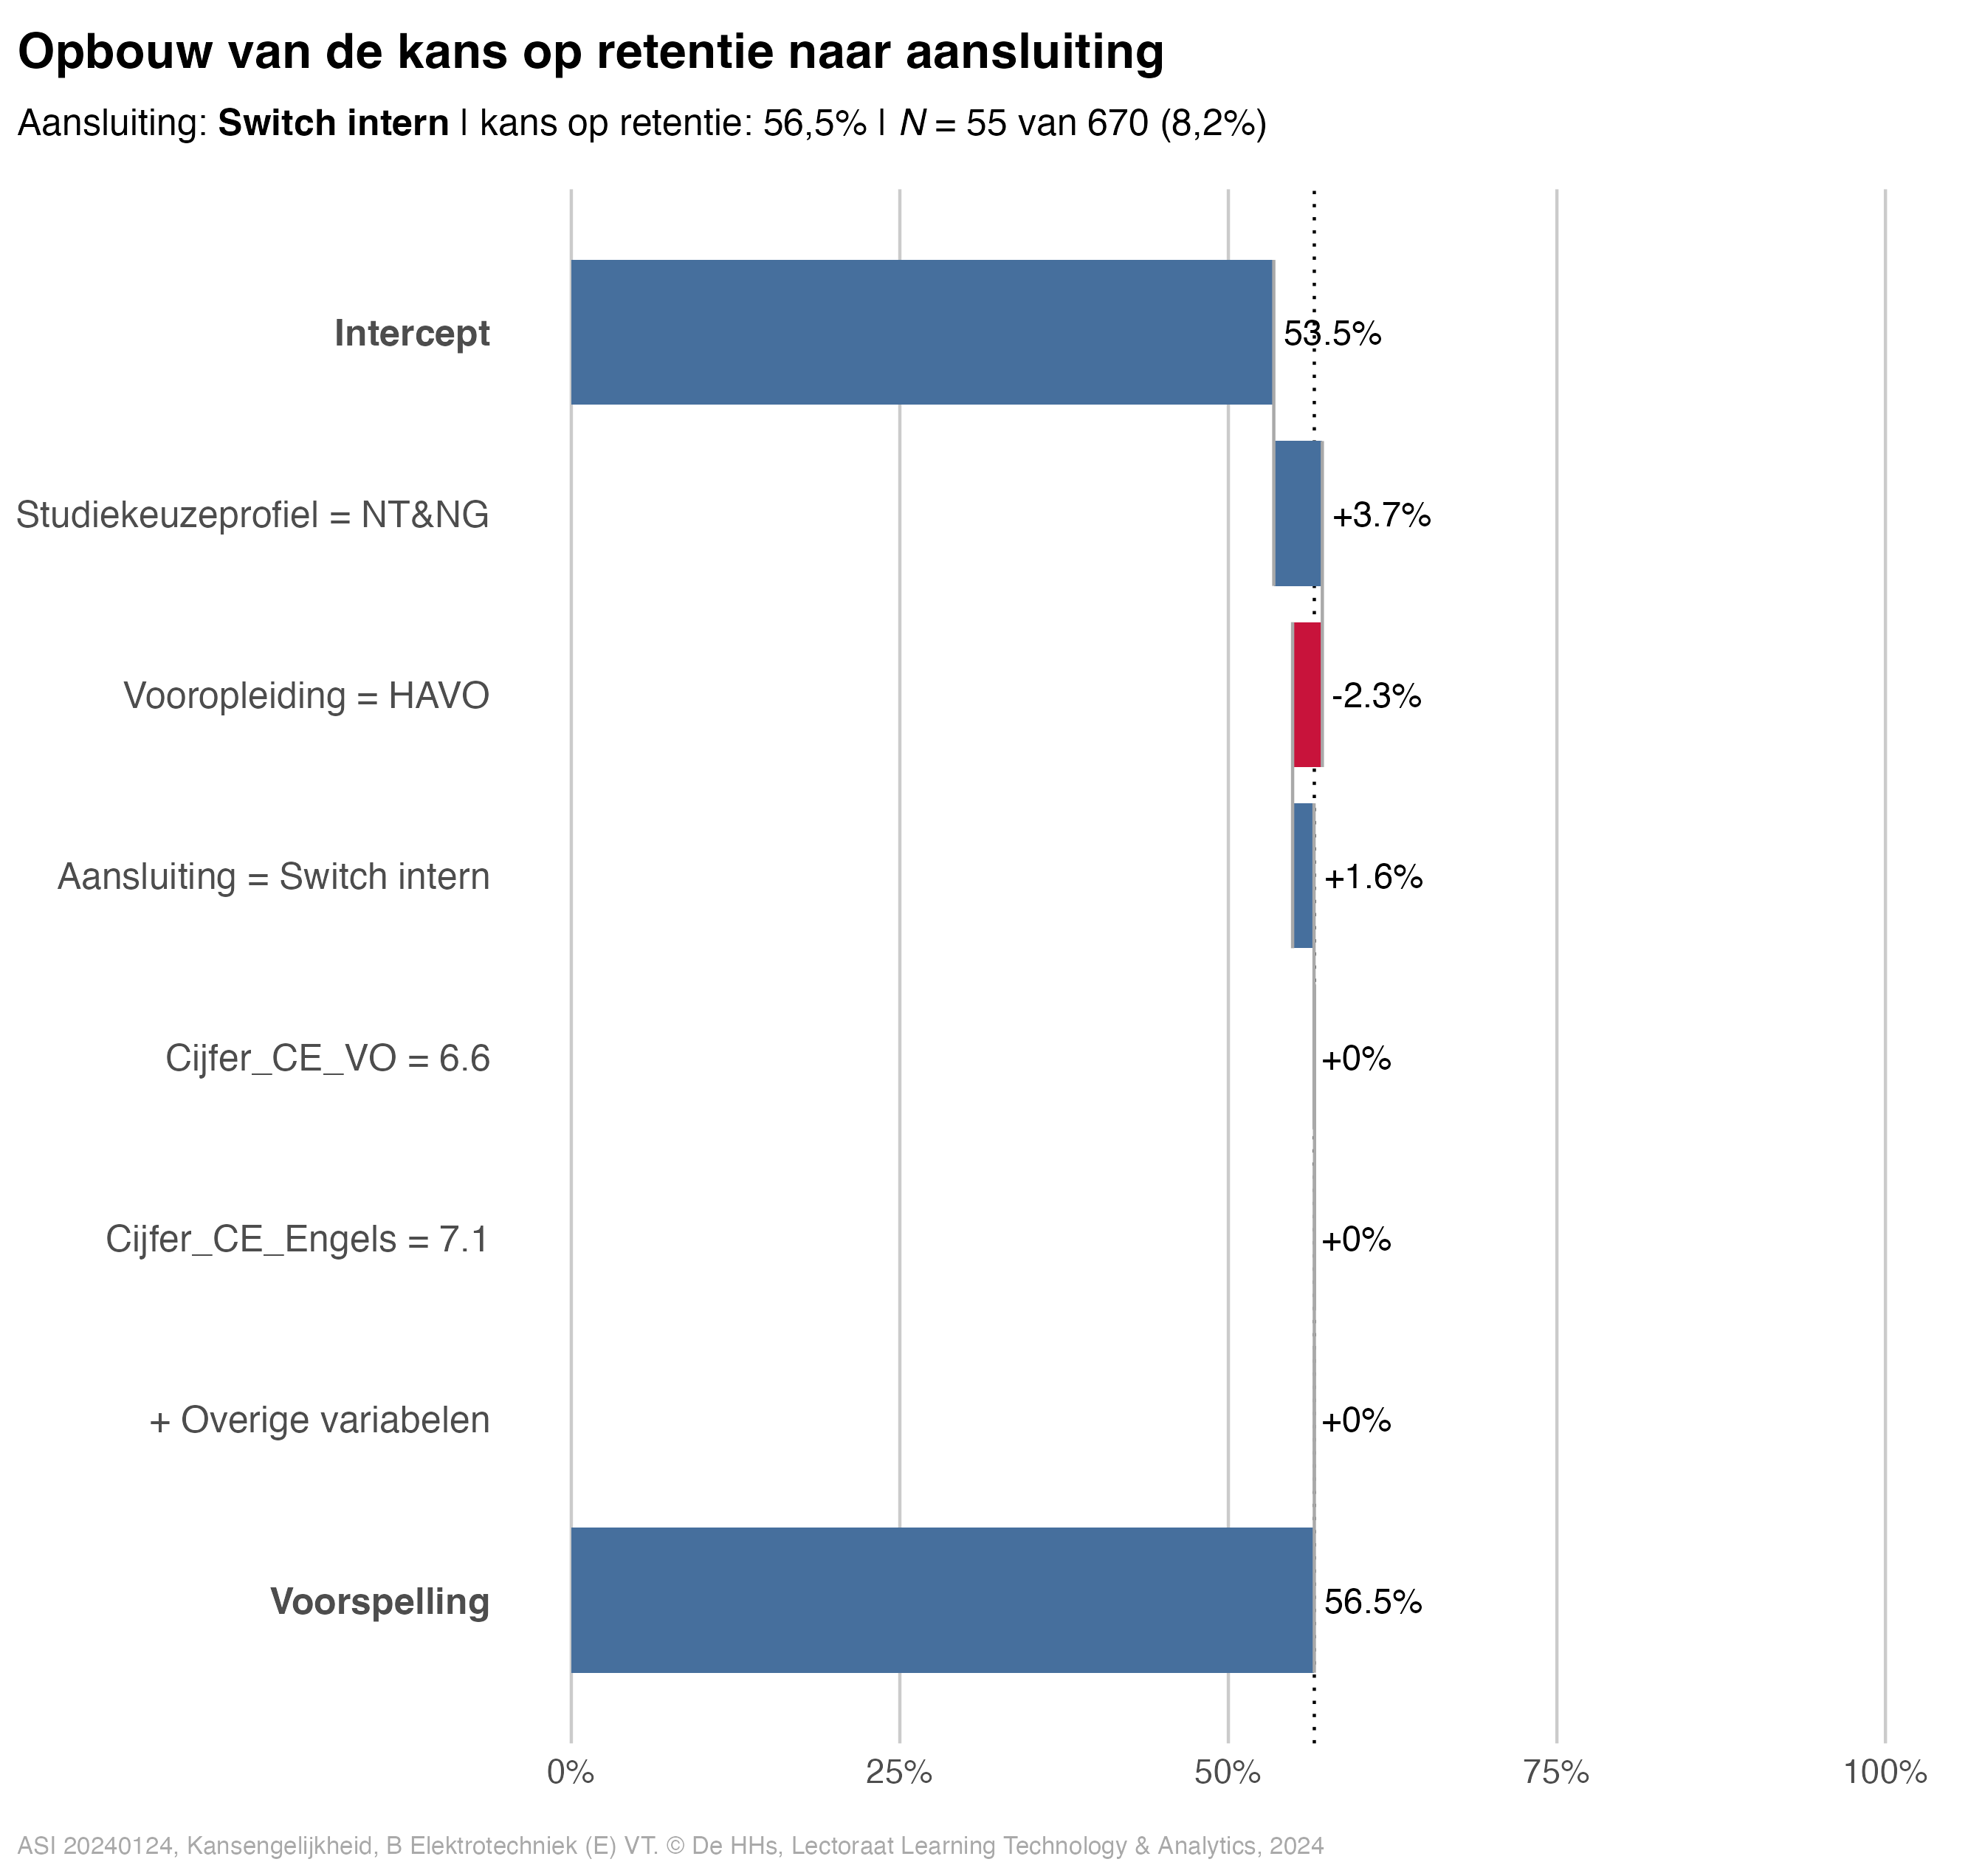 Opbouw van de kans op retentie naar aansluiting
Aansluiting: Switch intern | kans op retentie: 56,5% | N = 55 van 670 (8,2%)
Intercept
53.5%
Studiekeuzeprofiel = NT&NG
+3.7%
Vooropleiding = HAVO
-2.3%
Aansluiting = Switch intern
+1.6%
Cijfer_CE_VO = 6.6
+0%
Cijfer_CE_Engels = 7.1
+0%
+ Overige variabelen
+0%
Voorspelling
56.5%
0% 25% 50% 75% 100%
ASI 20240124, Kansengelijkheid, B Elektrotechniek (E) VT. © De HHs, Lectoraat Learning Technology & Analytics, 2024